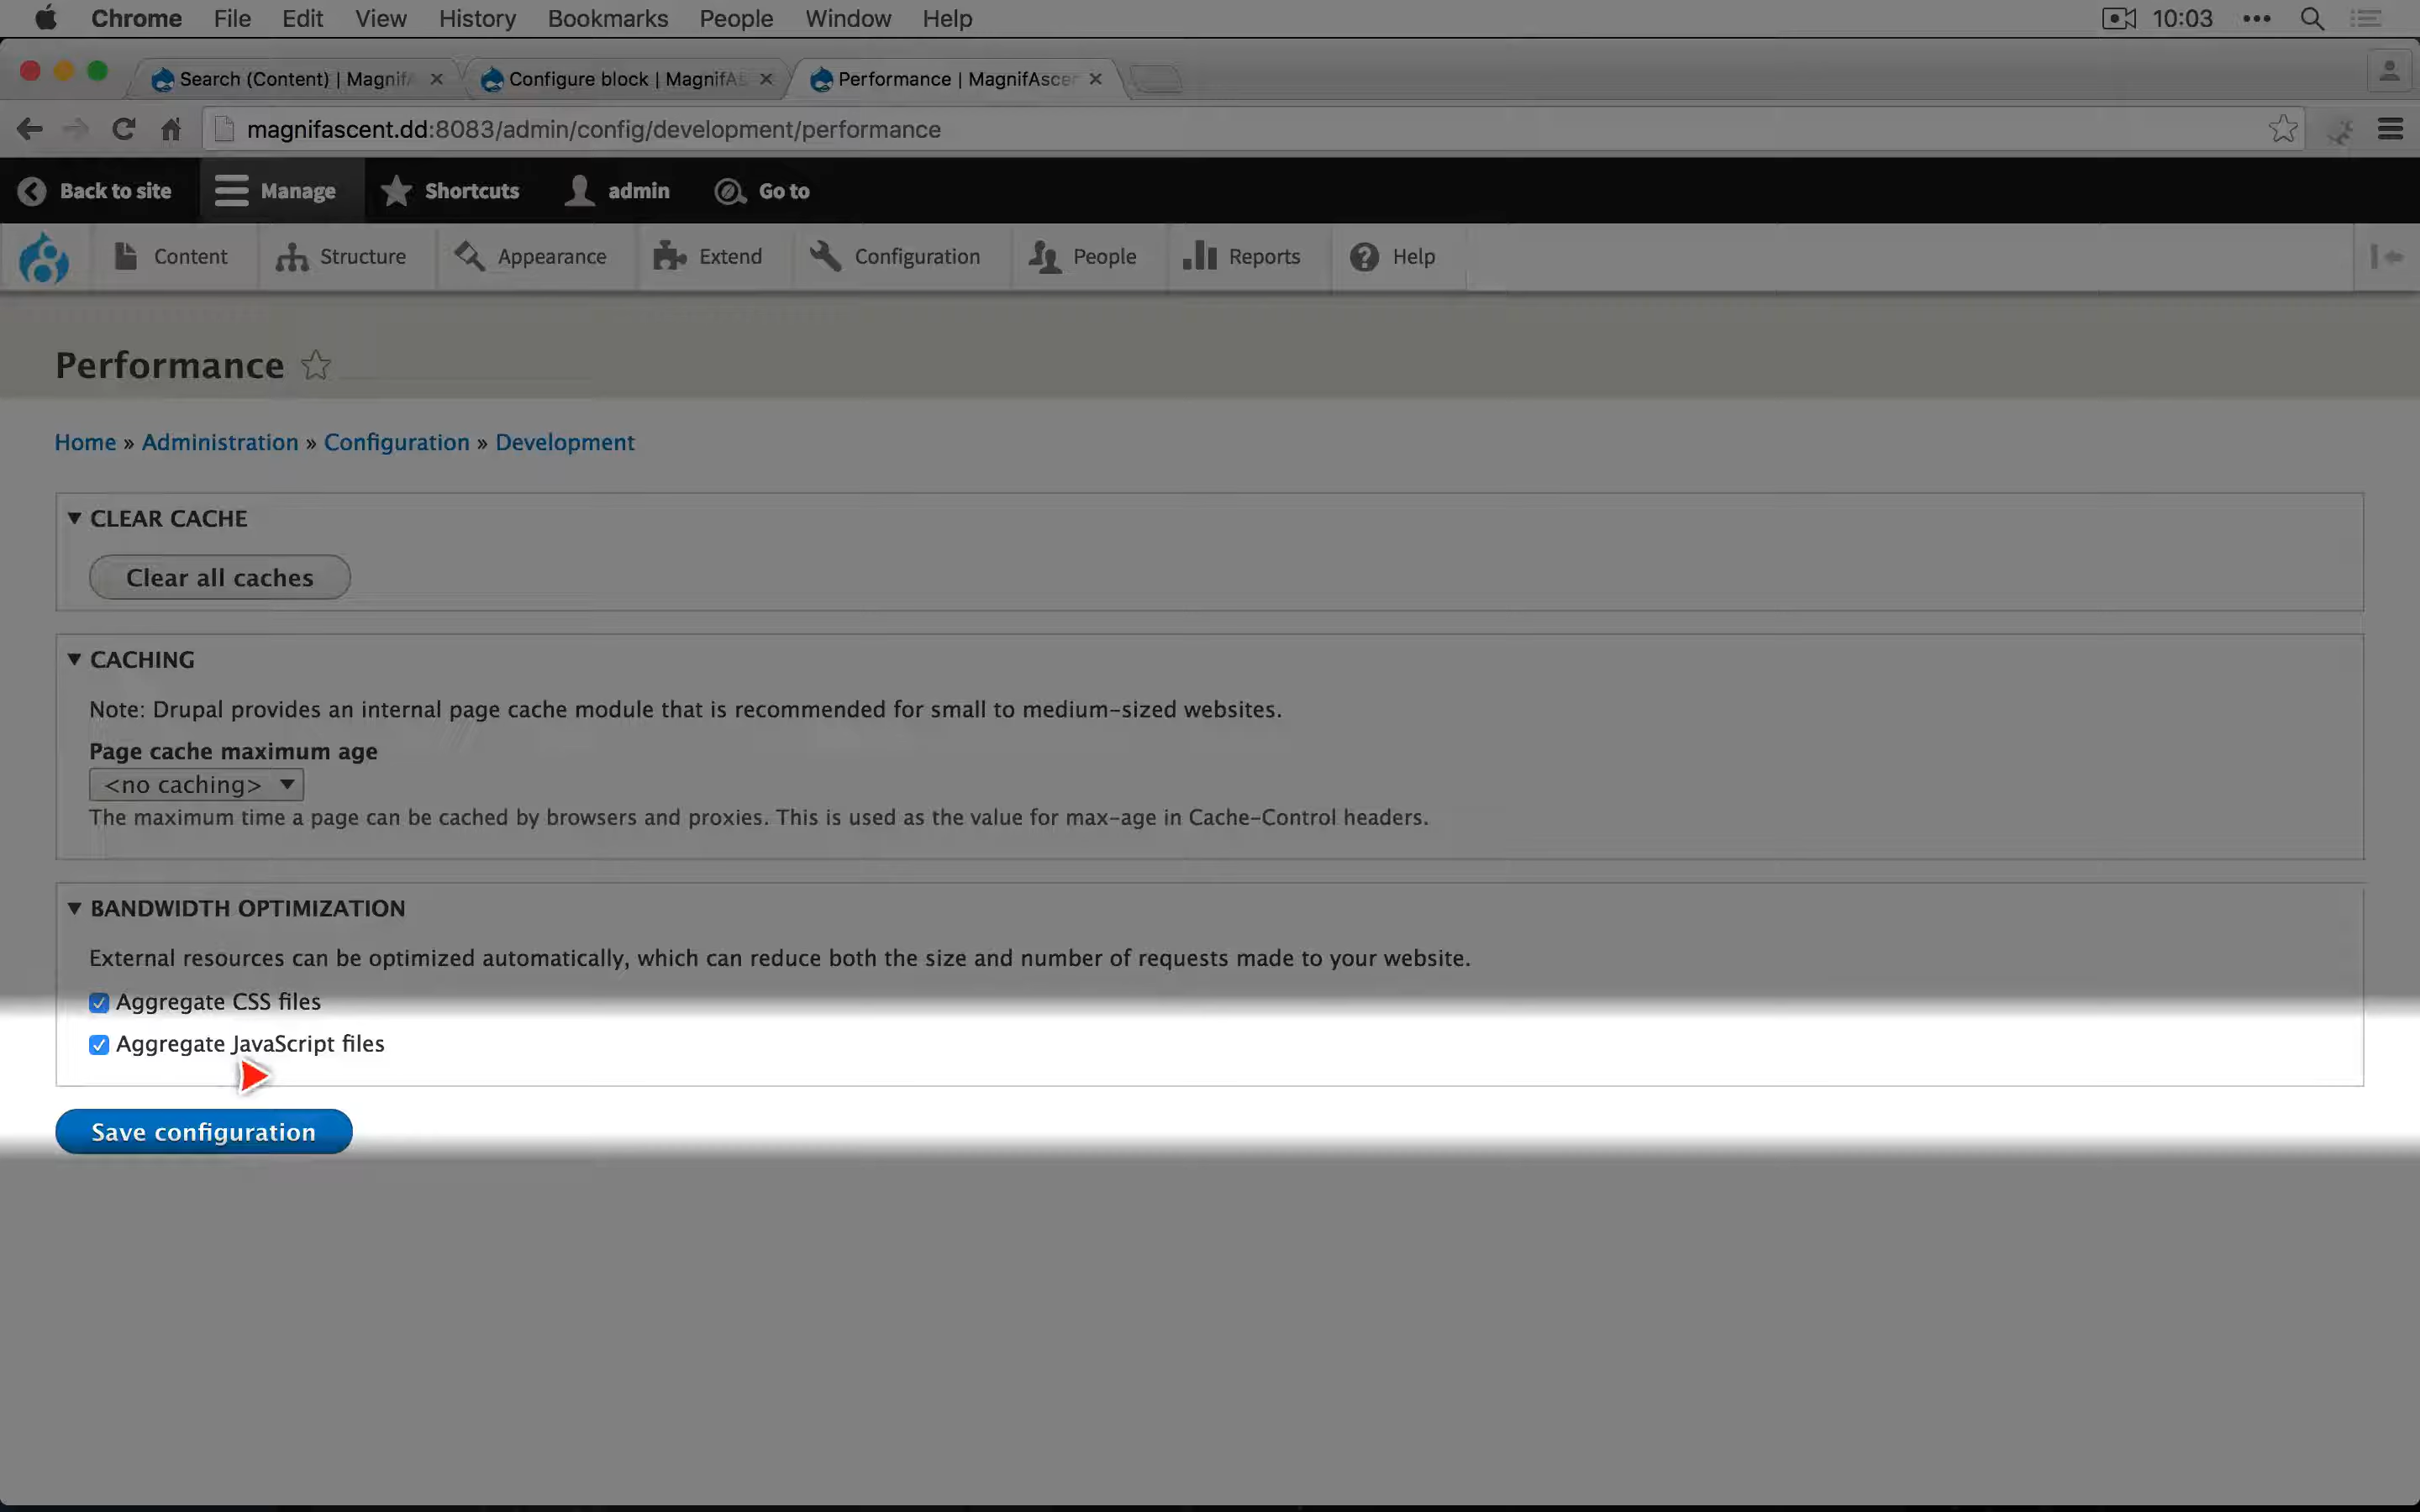 Chrome File Edit View History Bookmarks People Window Help 10:03
Search (Content) | Magnif Configure block | MagnifAs Performance | MagnifAscen
magnifascent.dd:8083/admin/config/development/performance
Back to site Manage Shortcuts admin Go to
Content Structure Appearance Extend Configuration People Reports Help
Performance
Home » Administration » Configuration » Development
▼ CLEAR CACHE
Clear all caches
▼ CACHING
Note: Drupal provides an internal page cache module that is recommended for small to medium-sized websites.
Page cache maximum age
<no caching>
The maximum time a page can be cached by browsers and proxies. This is used as the value for max-age in Cache-Control headers.
▼ BANDWIDTH OPTIMIZATION
External resources can be optimized automatically, which can reduce both the size and number of requests made to your website.
Aggregate CSS files
Aggregate JavaScript files
Save configuration